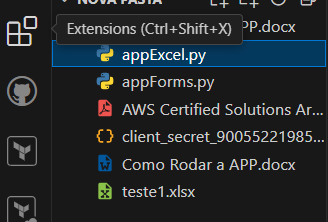 NOVA PASTA
Extensions (Ctrl+Shift+X)
APP.docx
appExcel.py
appForms.py
AWS Certified Solutions Ar...
client_secret_90055221985...
Como Rodar a APP.docx
teste1.xlsx